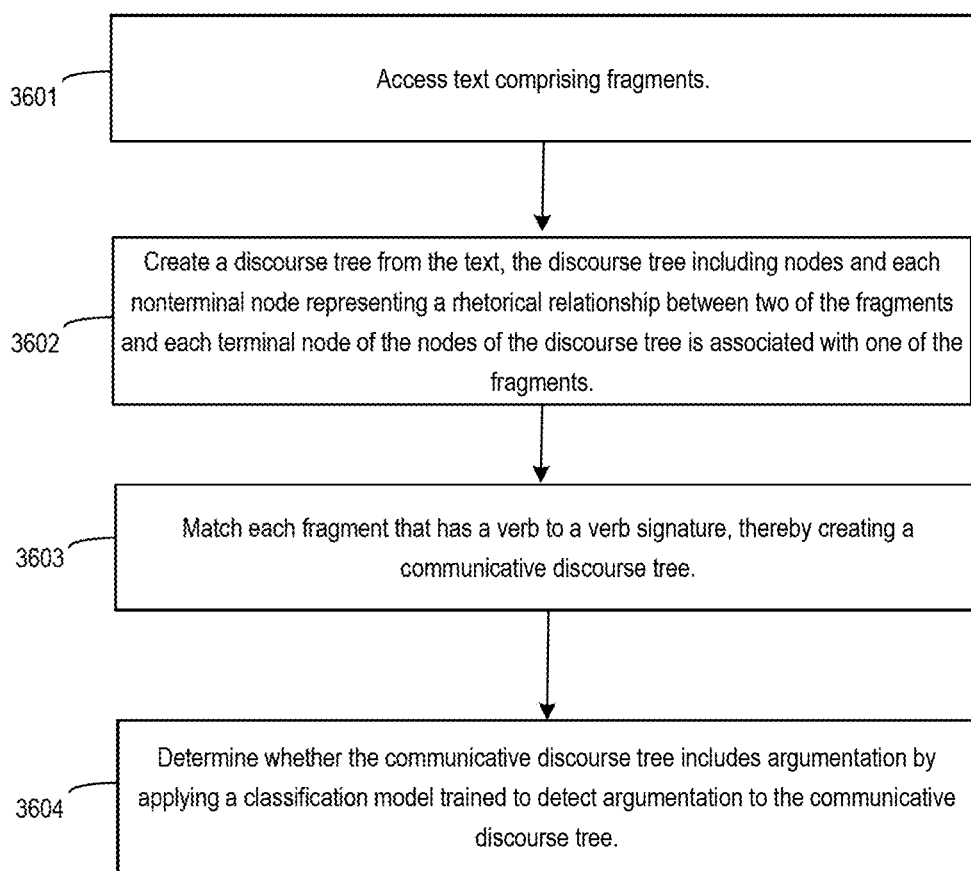 3601
Access text comprising fragments.
Create a discourse tree from the text, the discourse tree including nodes and each
nonterminal node representing a rhetorical relationship between two of the fragments
3602
and each terminal node of the nodes of the discourse tree is associated with one of the
fragments.
3603
Match each fragment that has a verb to a verb signature, thereby creating a
communicative discourse tree.
3604
Determine whether the communicative discourse tree includes argumentation by
applying a classification model trained to detect argumentation to the communicative
discourse tree.